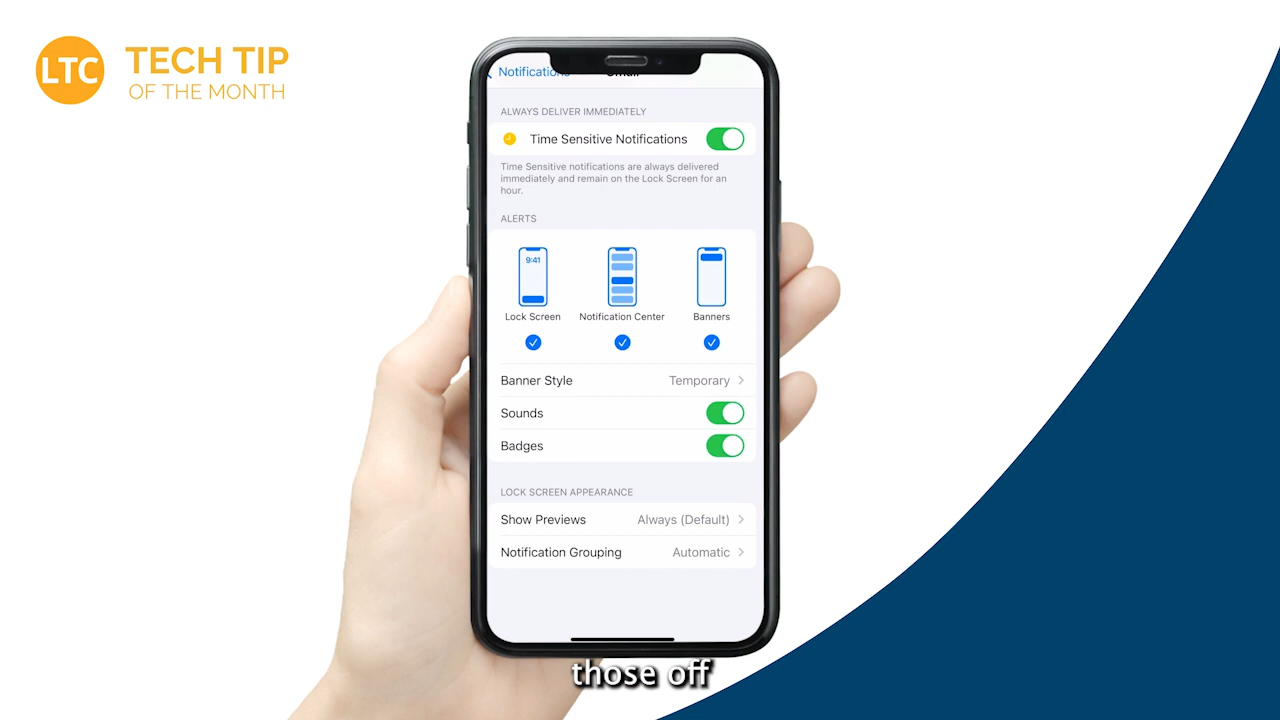 LTC
TECH TIP
OF THE MONTH
Notifications
ALWAYS DELIVER IMMEDIATELY
Time Sensitive Notifications
Time Sensitive notifications are always delivered
immediately and remain on the Lock Screen for an
hour.
ALERTS
9:41
Lock Screen
Notification Center
Banners
Banner Style
Temporary
Sounds
Badges
LOCK SCREEN APPEARANCE
Show Previews
Always (Default)
Notification Grouping
Automatic
those off